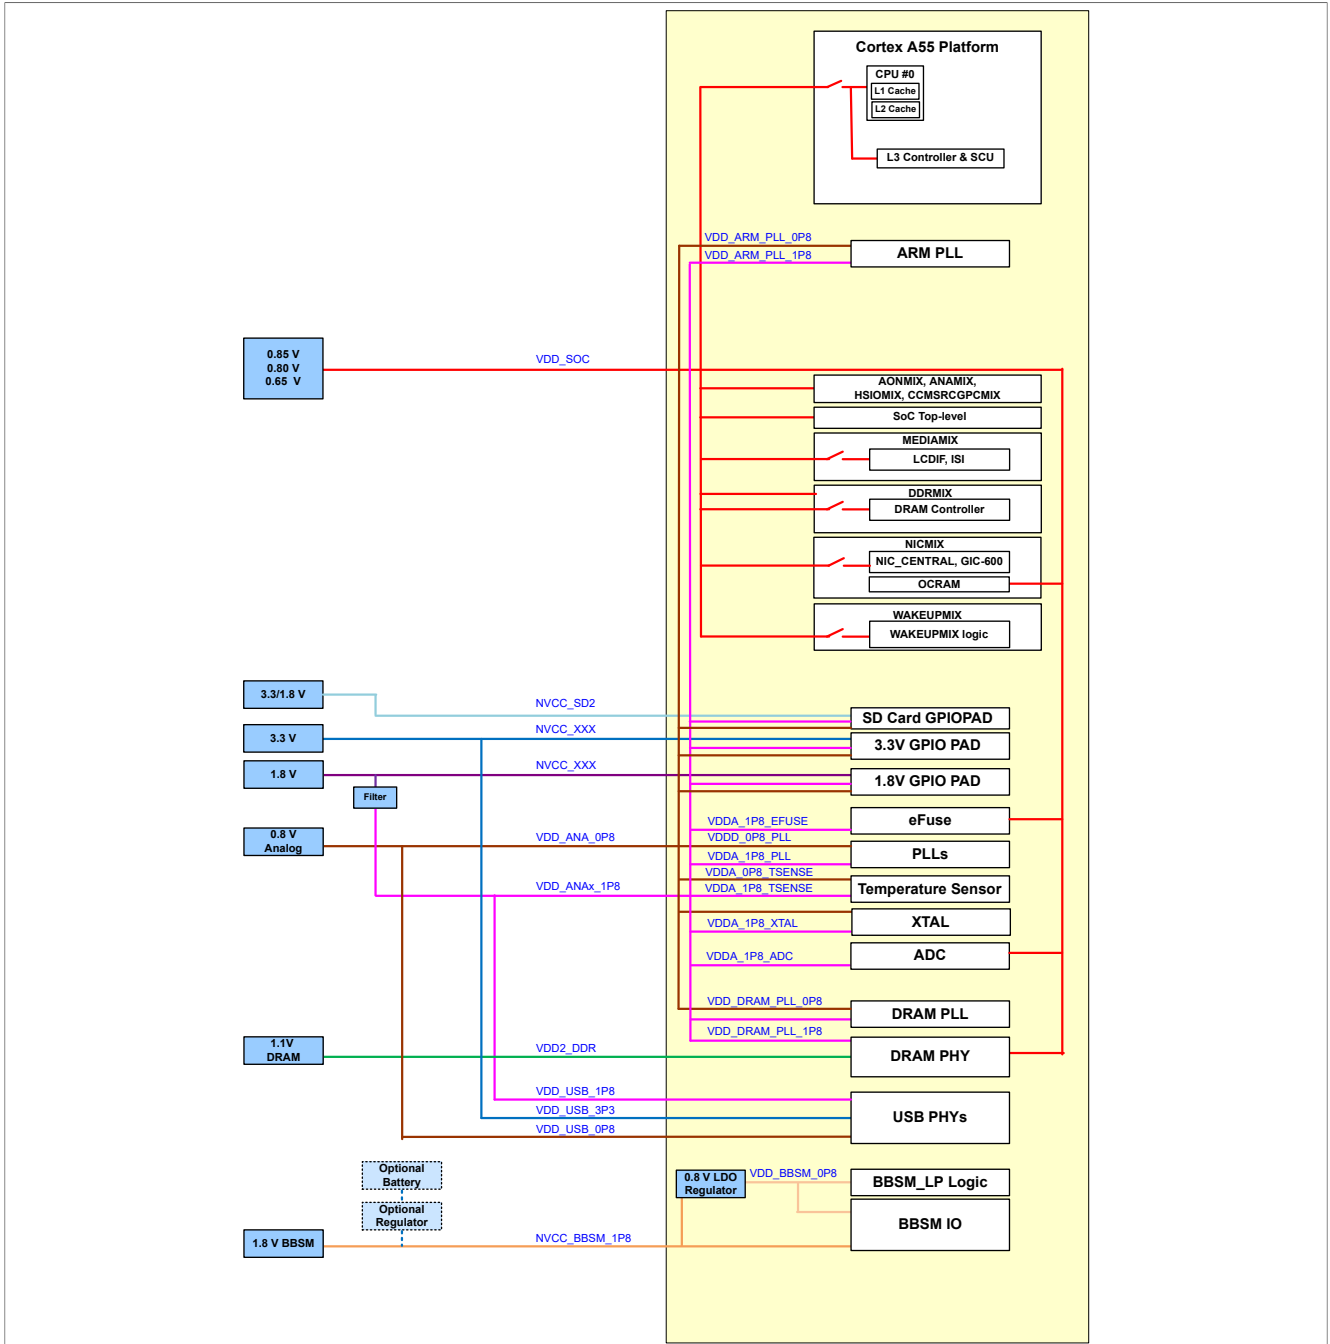 Cortex A55 Platform
CPU #0
L1 Cache
L2 Cache
L3 Controller & SCU
VDD_ARM_PLL_0P8
VDD_ARM_PLL_1P8
ARM PLL
0.85 V
0.80 V
0.65 V
VDD_SOC
AONMIX, ANAMIX,
HSIOMIX, CCMSRCGPCMIX
SoC Top-level
MEDIAMIX
LCDIF, ISI
DDRMIX
DRAM Controller
NICMIX
NIC_CENTRAL, GIC-600
OCRAM
WAKEUPMIX
WAKEUPMIX logic
3.3/1.8 V
NVCC_SD2
SD Card GPIOPAD
3.3 V
NVCC_XXX
3.3V GPIO PAD
1.8 V
NVCC_XXX
1.8V GPIO PAD
Filter
VDDA_1P8_EFUSE
eFuse
0.8 V
Analog
VDD_ANA_0P8
VDDD_0P8_PLL
VDDA_1P8_PLL
PLLs
VDDA_0P8_TSENSE
VDD_ANAx_1P8
VDDA_1P8_TSENSE
Temperature Sensor
VDDA_1P8_XTAL
XTAL
VDDA_1P8_ADC
ADC
VDD_DRAM_PLL_0P8
DRAM PLL
VDD_DRAM_PLL_1P8
1.1V
DRAM
VDD2_DDR
DRAM PHY
VDD_USB_1P8
VDD_USB_3P3
VDD_USB_0P8
USB PHYs
Optional
Battery
Optional
Regulator
0.8 V LDO
Regulator
VDD_BBSM_0P8
BBSM_LP Logic
BBSM IO
1.8 V BBSM
NVCC_BBSM_1P8